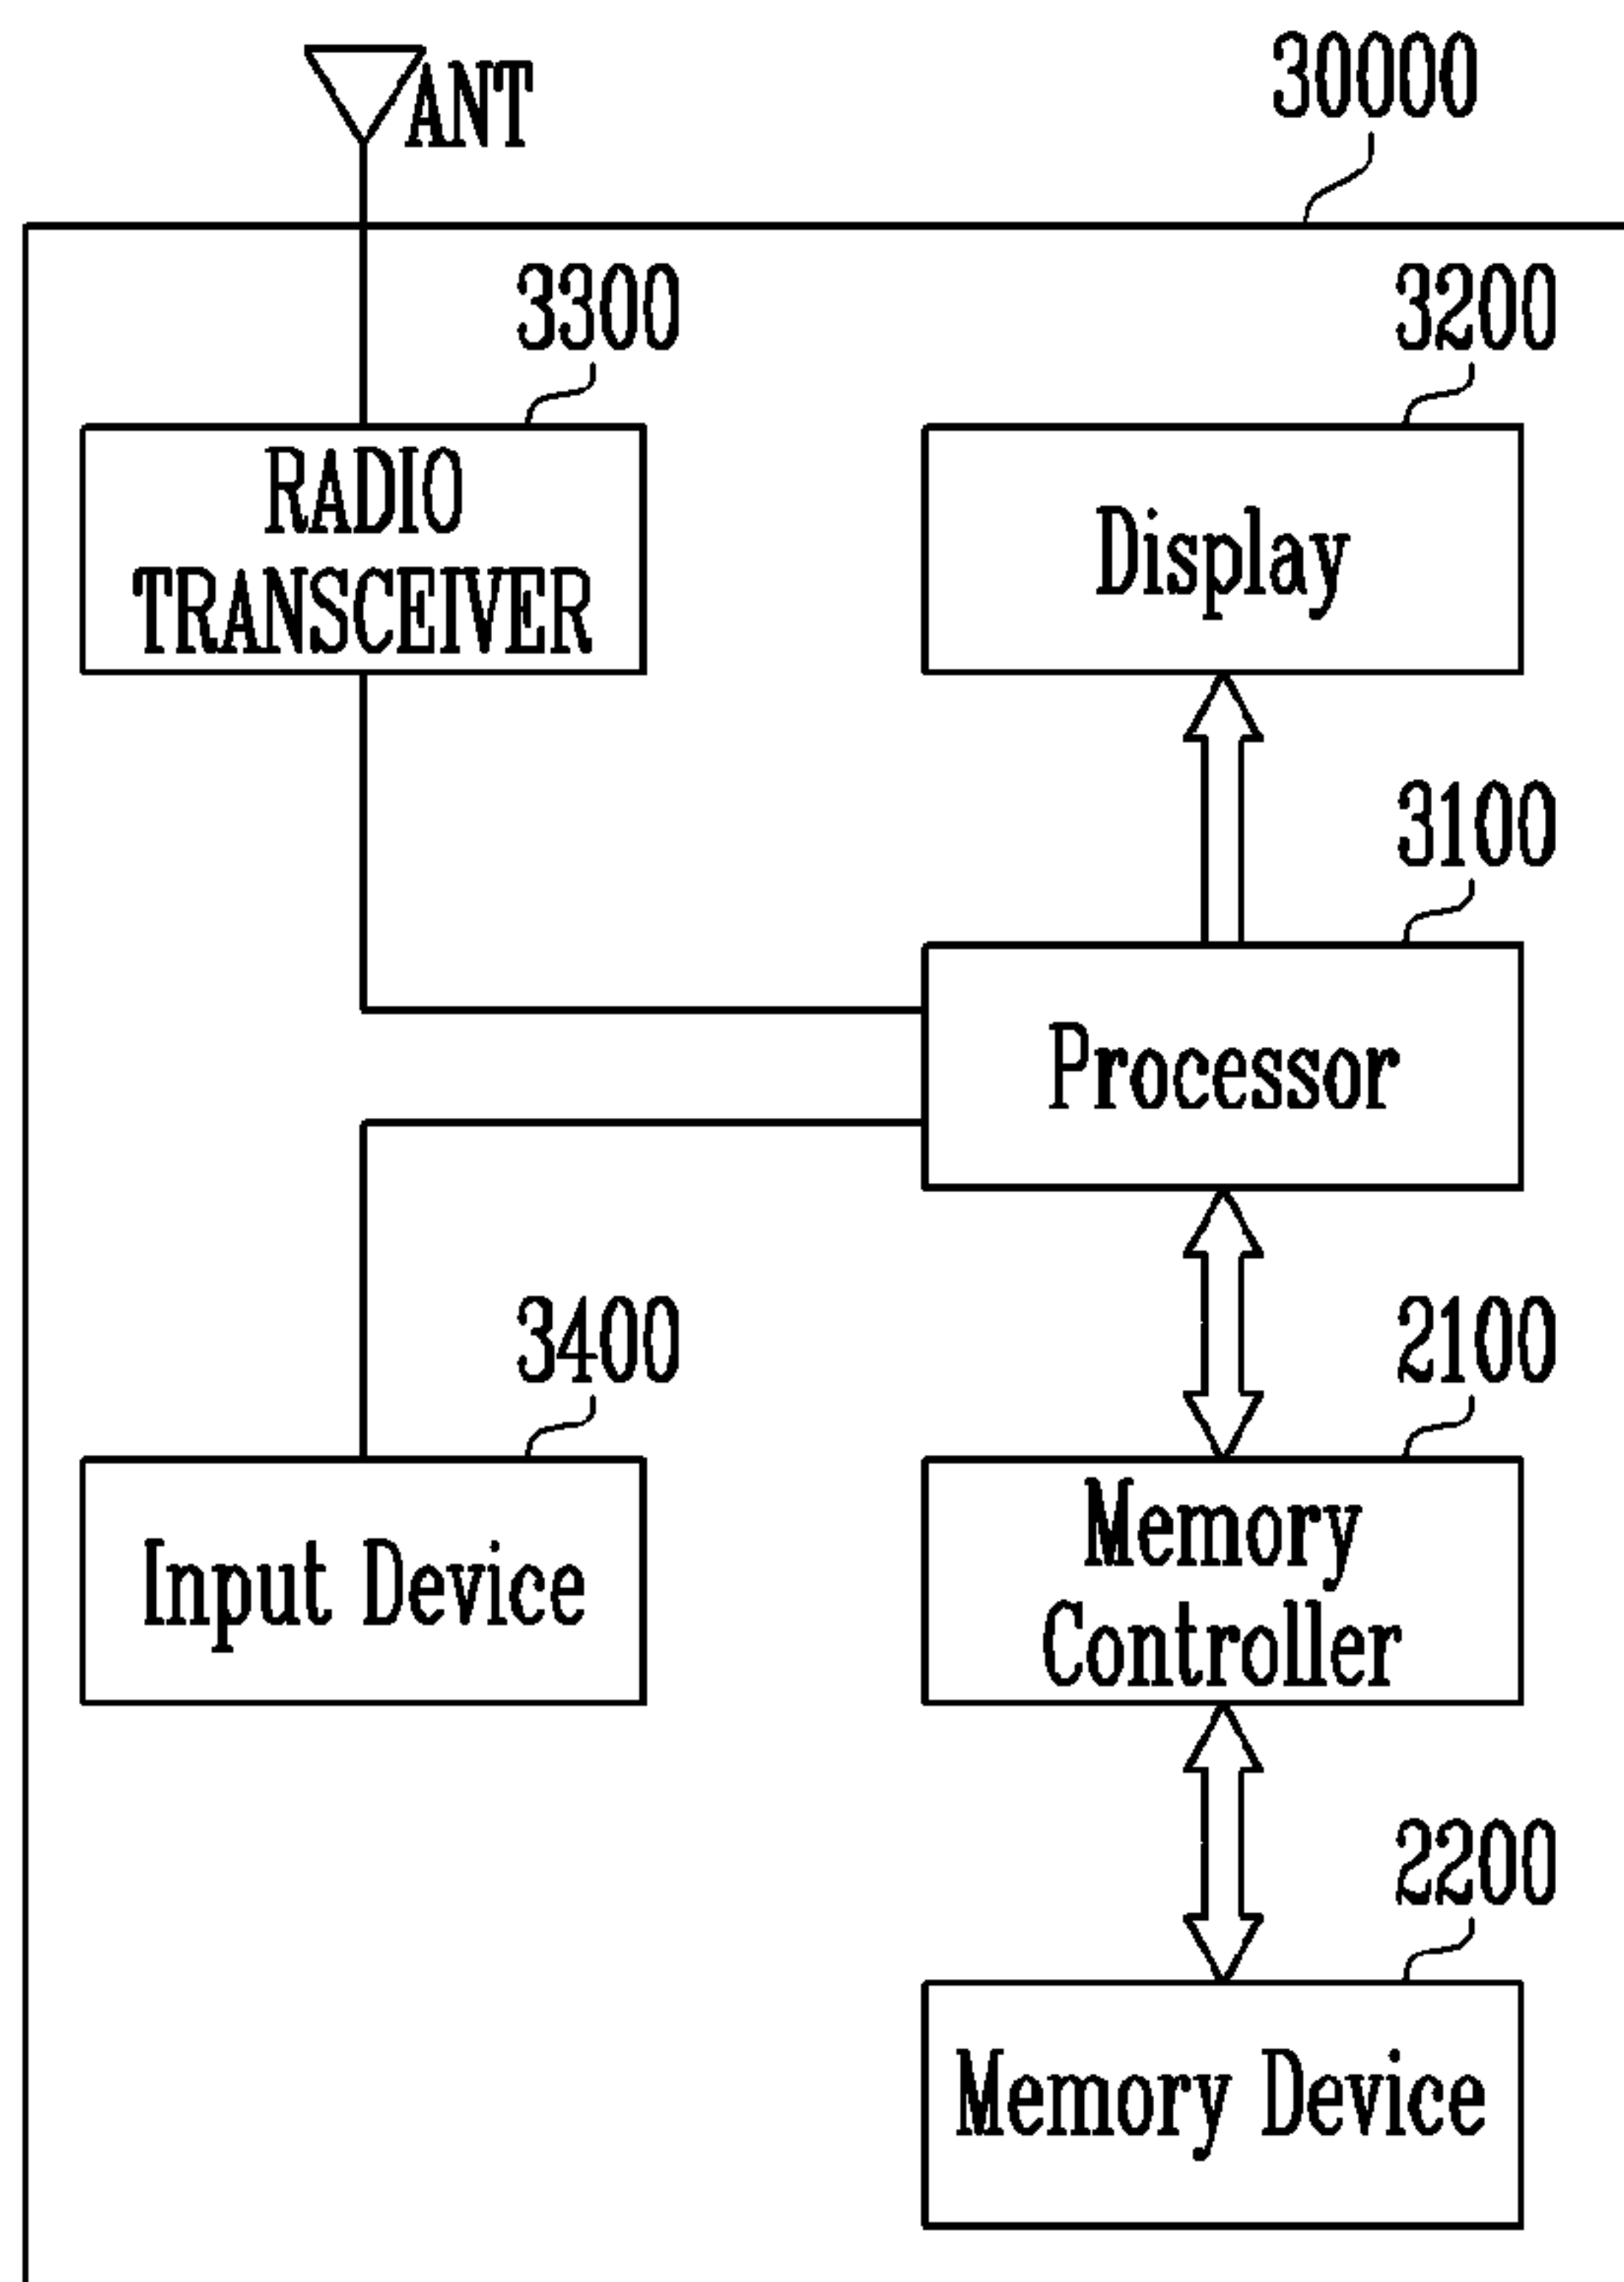 ANT
30000
3300
3200
RADIO
TRANSCEIVER
Display
3100
Processor
3400
2100
Input Device
Memory
Controller
2200
Memory Device